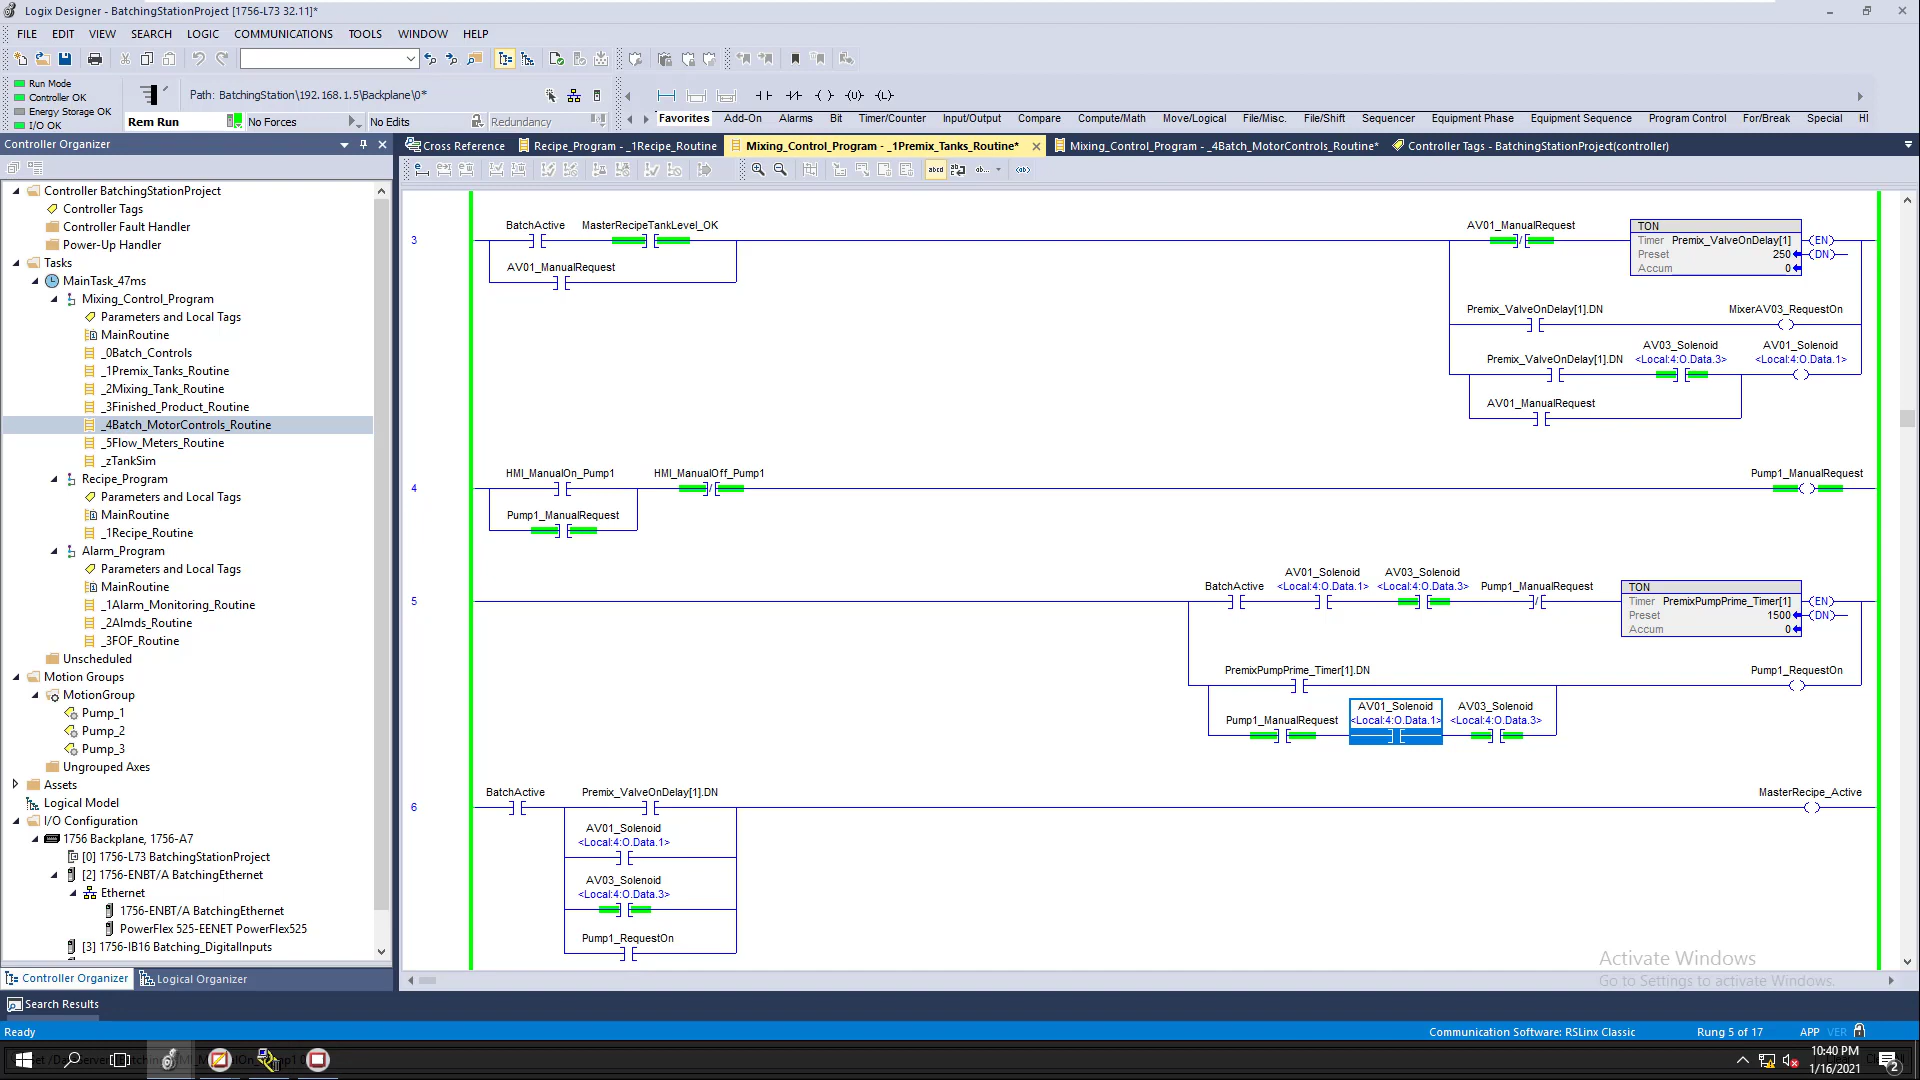 Logix Designer - BatchingStationProject [1756-L73 32.11]*
FILE EDIT VIEW SEARCH LOGIC COMMUNICATIONS TOOLS WINDOW HELP
Run Mode
Controller OK
Energy Storage OK
I/O OK
Path: BatchingStation\192.168.1.5\Backplane\0*
Rem Run No Forces No Edits Redundancy
Favorites Add-On Alarms Bit Timer/Counter Input/Output Compare Compute/Math Move/Logical File/Misc. File/Shift Sequencer Equipment Phase Equipment Sequence Program Control For/Break Special HI
Controller Organizer
Cross Reference Recipe_Program - _1Recipe_Routine Mixing_Control_Program - _1Premix_Tanks_Routine* Mixing_Control_Program - _4Batch_MotorControls_Routine* Controller Tags - BatchingStationProject(controller)
Controller BatchingStationProject
Controller Tags
Controller Fault Handler
Power-Up Handler
Tasks
MainTask_47ms
Mixing_Control_Program
Parameters and Local Tags
MainRoutine
_0Batch_Controls
_1Premix_Tanks_Routine
_2Mixing_Tank_Routine
_3Finished_Product_Routine
_4Batch_MotorControls_Routine
_5Flow_Meters_Routine
_zTankSim
Recipe_Program
Parameters and Local Tags
MainRoutine
_1Recipe_Routine
Alarm_Program
Parameters and Local Tags
MainRoutine
_1Alarm_Monitoring_Routine
_2Almds_Routine
_3FOF_Routine
Unscheduled
Motion Groups
MotionGroup
Pump_1
Pump_2
Pump_3
Ungrouped Axes
Assets
Logical Model
I/O Configuration
1756 Backplane, 1756-A7
[0] 1756-L73 BatchingStationProject
[2] 1756-ENBT/A BatchingEthernet
Ethernet
1756-ENBT/A BatchingEthernet
PowerFlex 525-EENET PowerFlex525
[3] 1756-IB16 Batching_DigitalInputs
Controller Organizer Logical Organizer
BatchActive MasterRecipeTankLevel_OK AV01_ManualRequest
3
AV01_ManualRequest
TON
Timer Premix_ValveOnDelay[1]
Preset 250
Accum 0
(EN)
(DN)
Premix_ValveOnDelay[1].DN MixerAV03_RequestOn
Premix_ValveOnDelay[1].DN
AV03_Solenoid
<Local:4:O.Data.3>
AV01_Solenoid
<Local:4:O.Data.1>
AV01_ManualRequest
HMI_ManualOn_Pump1 HMI_ManualOff_Pump1 Pump1_ManualRequest
4
Pump1_ManualRequest
5
BatchActive
AV01_Solenoid
<Local:4:O.Data.1>
AV03_Solenoid
<Local:4:O.Data.3>
Pump1_ManualRequest
TON
Timer PremixPumpPrime_Timer[1]
Preset 1500
Accum 0
(EN)
(DN)
PremixPumpPrime_Timer[1].DN Pump1_RequestOn
Pump1_ManualRequest
AV01_Solenoid
<Local:4:O.Data.1>
AV03_Solenoid
<Local:4:O.Data.3>
BatchActive Premix_ValveOnDelay[1].DN MasterRecipe_Active
6
AV01_Solenoid
<Local:4:O.Data.1>
AV03_Solenoid
<Local:4:O.Data.3>
Pump1_RequestOn
Activate Windows
Go to Settings to activate Windows.
Search Results
Ready
Communication Software: RSLinx Classic Rung 5 of 17 APP VER
10:40 PM
1/16/2021
2